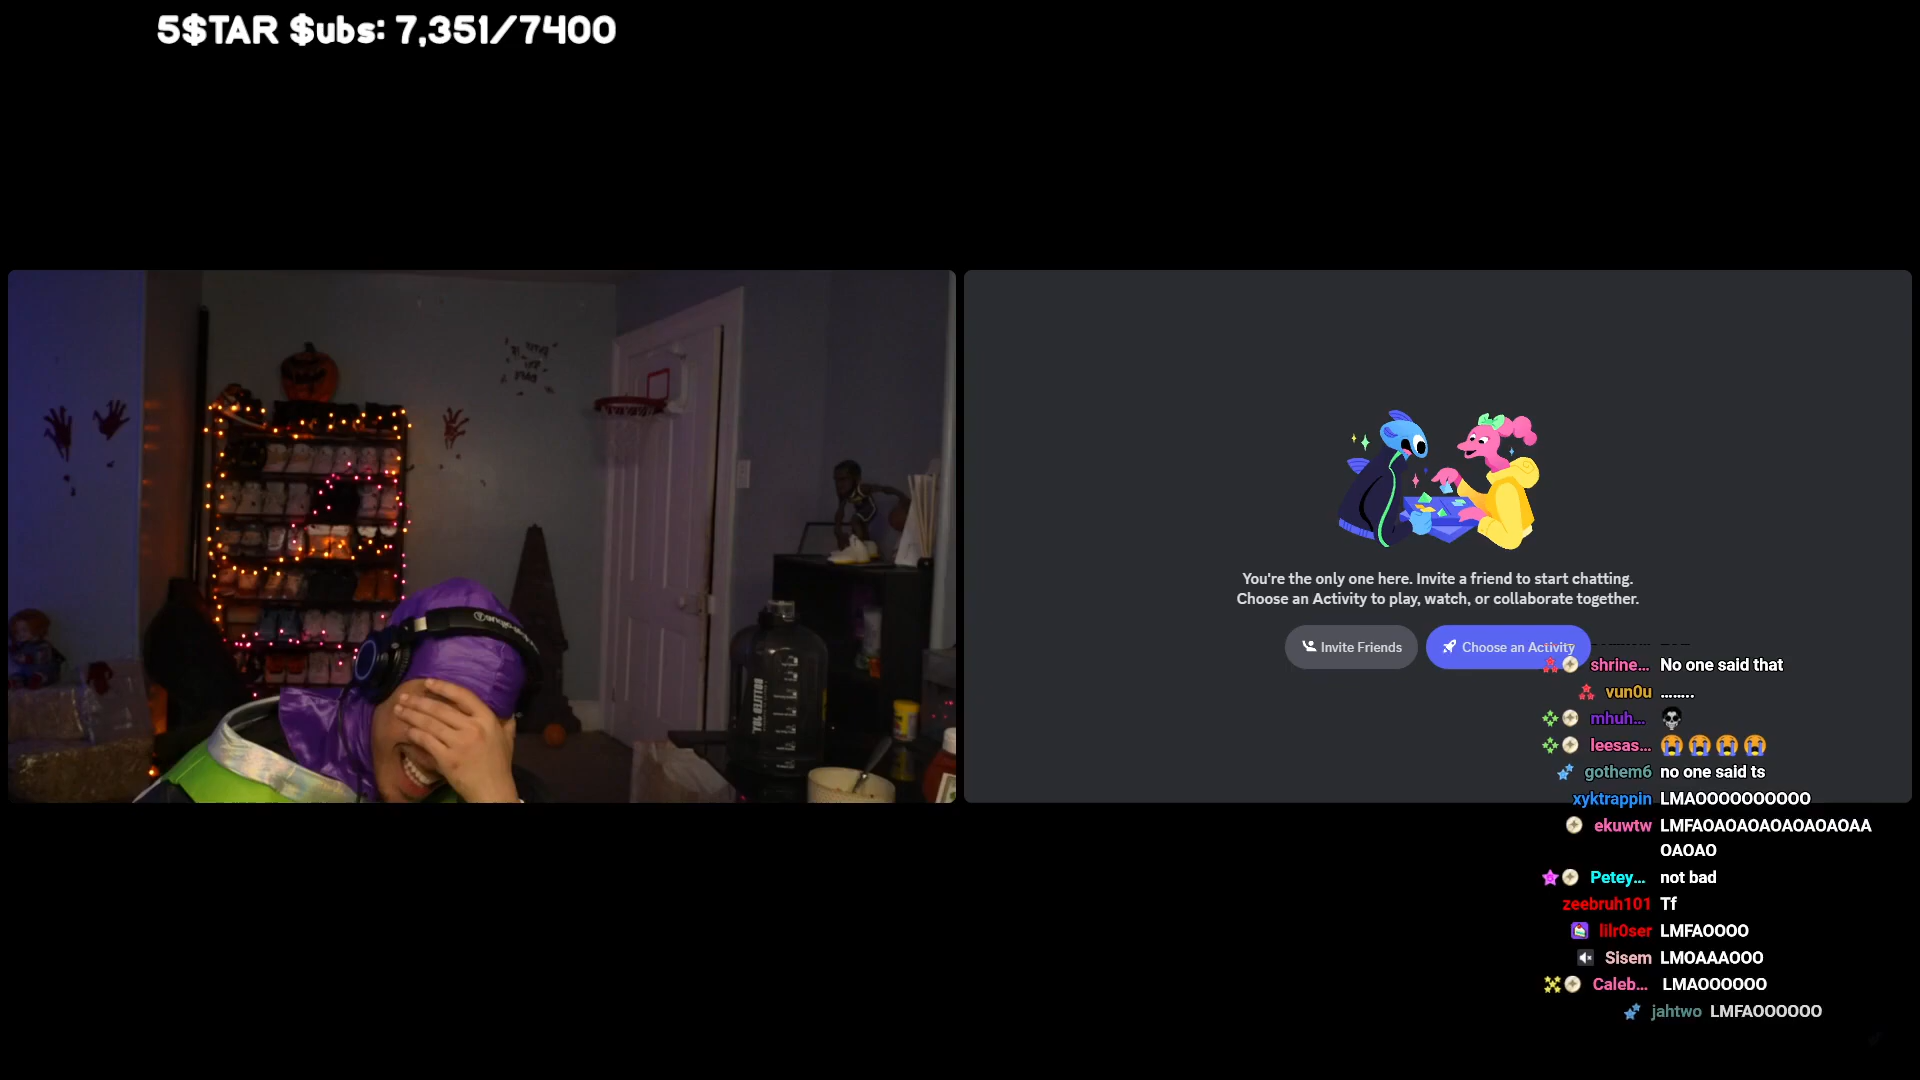 5$TAR $ubs: 7,351/7400
You're the only one here. Invite a friend to start chatting.
Choose an Activity to play, watch, or collaborate together.
Invite Friends
Choose an Activity
shrine... No one said that
vun0u ........
mhuh...
leesas... 😭😭😭😭
gothem6 no one said ts
xyktrappin LMAOOOOOOOOOO
ekuwtw LMFAOAOAOAOAOAOAOAA
OAOAO
Petey... not bad
zeebruh101 Tf
lilr0ser LMFAOOOO
Sisem LMOAAAOOO
Caleb... LMAOOOOOO
jahtwo LMFAOOOOOO